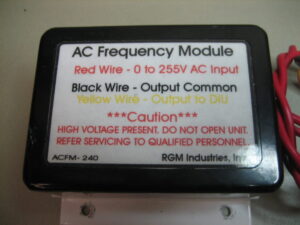 AC Frequency Module
Red Wire - 0 to 255V AC Input
Black Wire - Output Common
Yellow Wire - Output to DIU
***Caution***
HIGH VOLTAGE PRESENT. DO NOT OPEN UNIT.
REFER SERVICING TO QUALIFIED PERSONNEL.
ACFM - 240 RGM Industries, Inc.